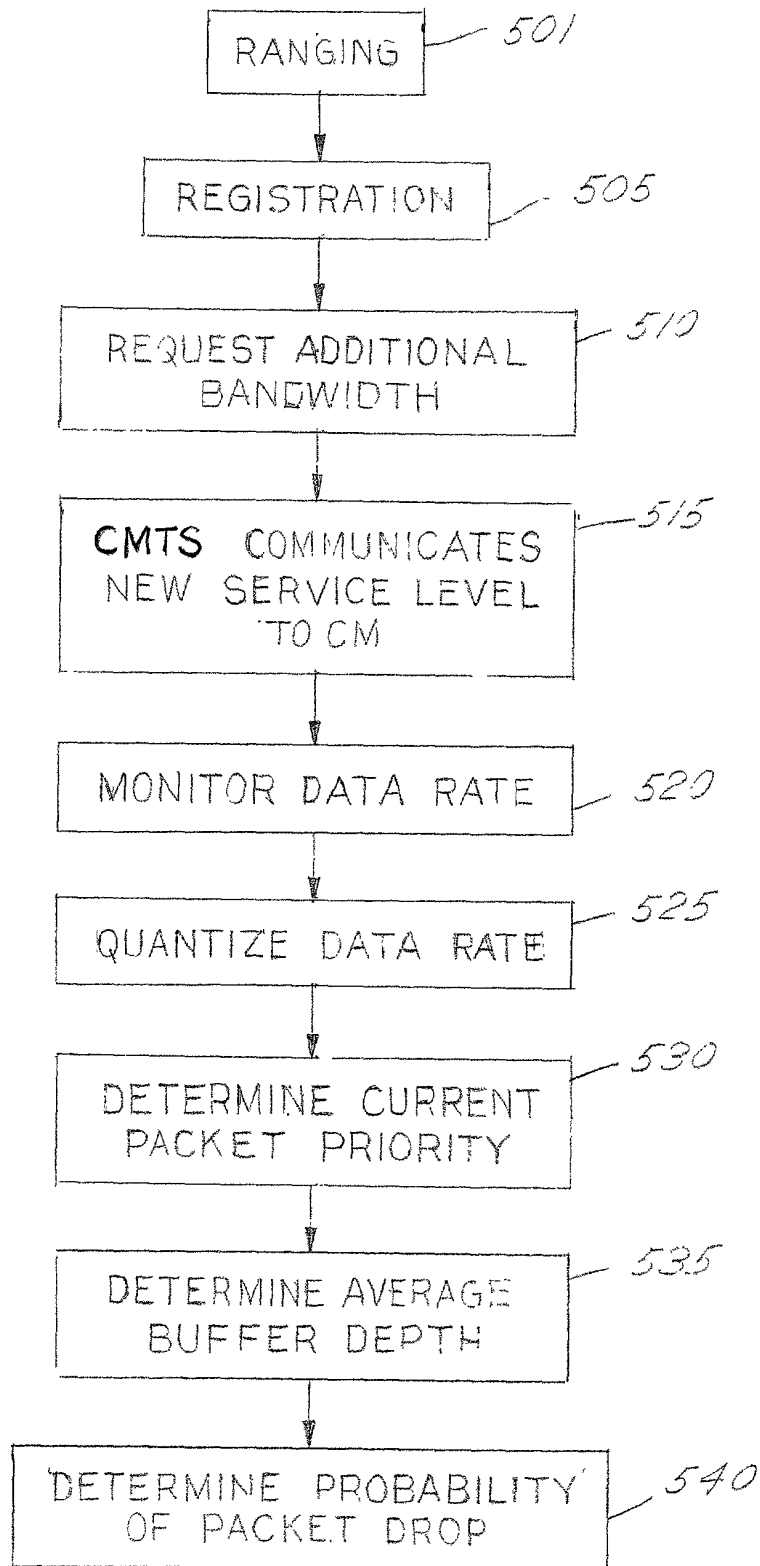 RANGING
501
REGISTRATION
505
REQUEST ADDITIONAL
BANDWIDTH
510
CMTS COMMUNICATES
NEW SERVICE LEVEL
TO CM
515
MONITOR DATA RATE
520
QUANTIZE DATA RATE
525
DETERMINE CURRENT
PACKET PRIORITY
530
DETERMINE AVERAGE
BUFFER DEPTH
535
DETERMINE PROBABILITY
OF PACKET DROP
540